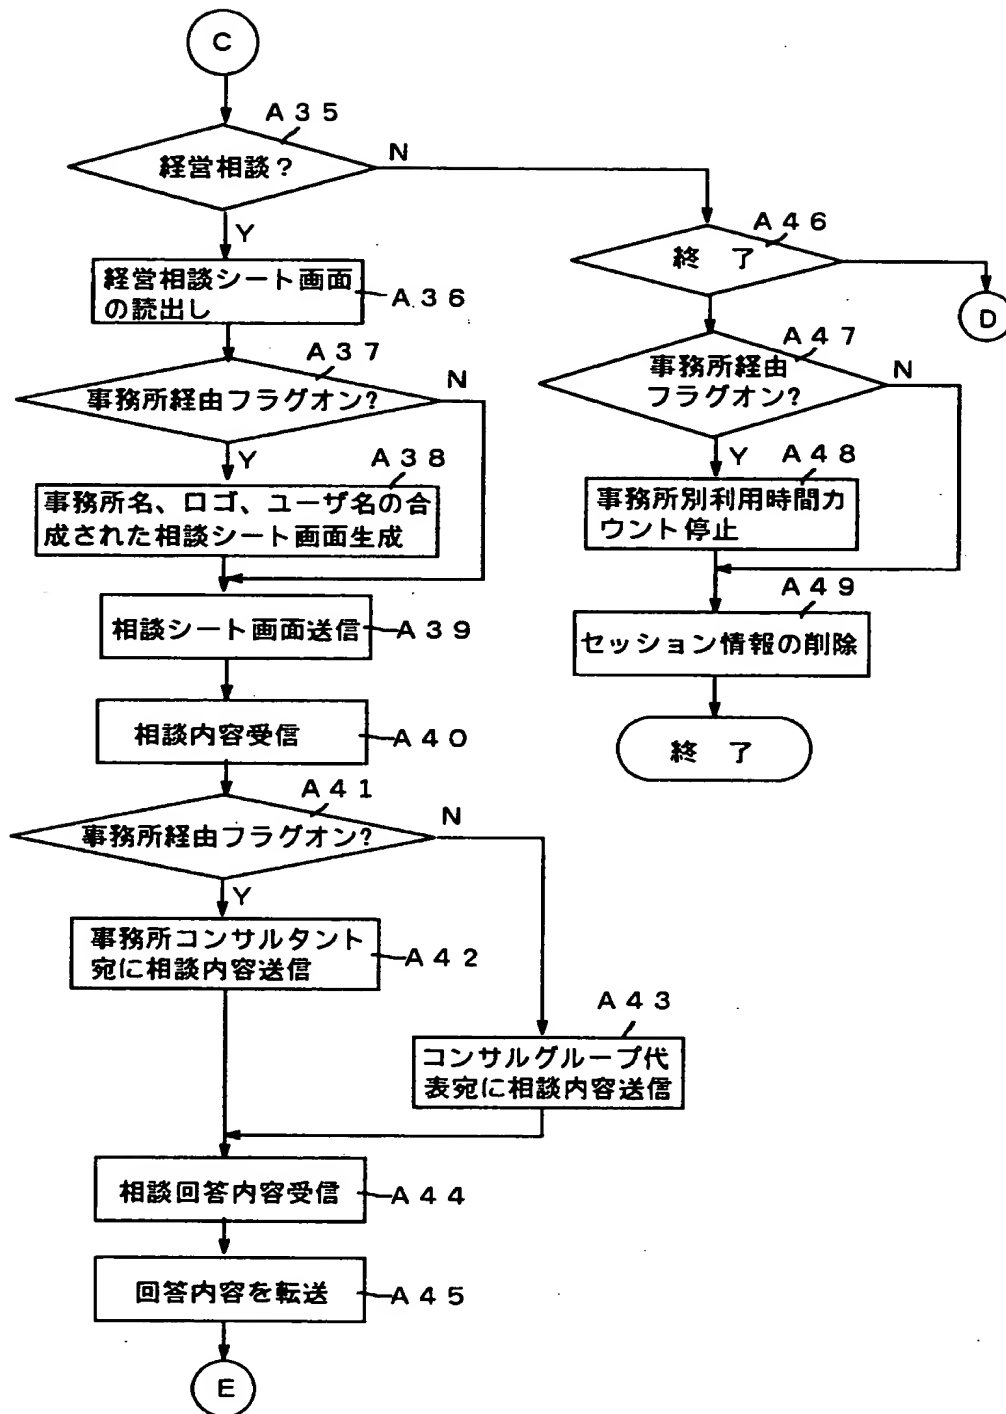 C
A35
経営相談?
N
Y
経営相談シート画面
の読出し
A36
A37
事務所経由フラグオン?
N
Y
A38
事務所名、ロゴ、ユーザ名の合
成された相談シート画面生成
相談シート画面送信
A39
相談内容受信
A40
A41
事務所経由フラグオン?
N
Y
事務所コンサルタント
宛に相談内容送信
A42
A43
コンサルグループ代
表宛に相談内容送信
相談回答内容受信
A44
回答内容を転送
A45
E
A46
終 了
D
A47
事務所経由
フラグオン?
N
Y
A48
事務所別利用時間カ
ウント停止
A49
セッション情報の削除
終 了